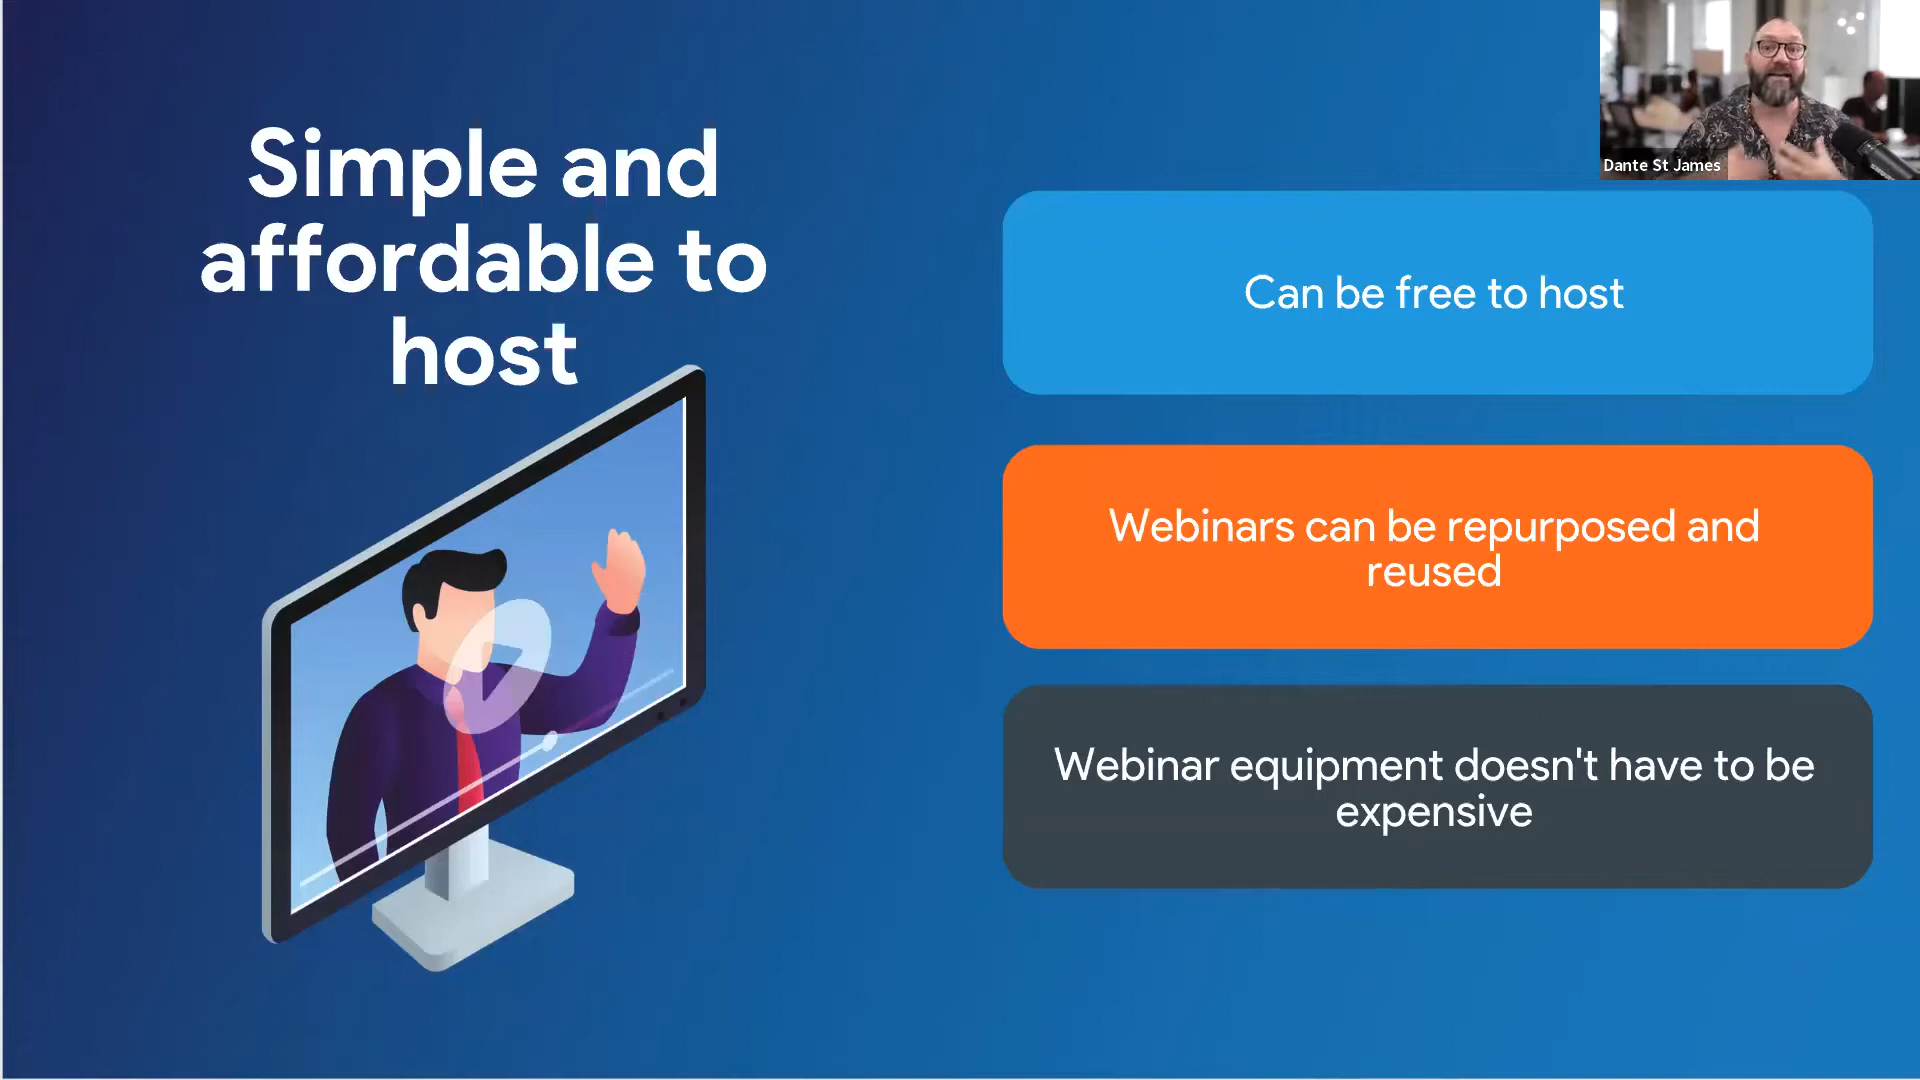 Simple and
affordable to
host
Dante St James
Can be free to host
Webinars can be repurposed and
reused
Webinar equipment doesn't have to be
expensive